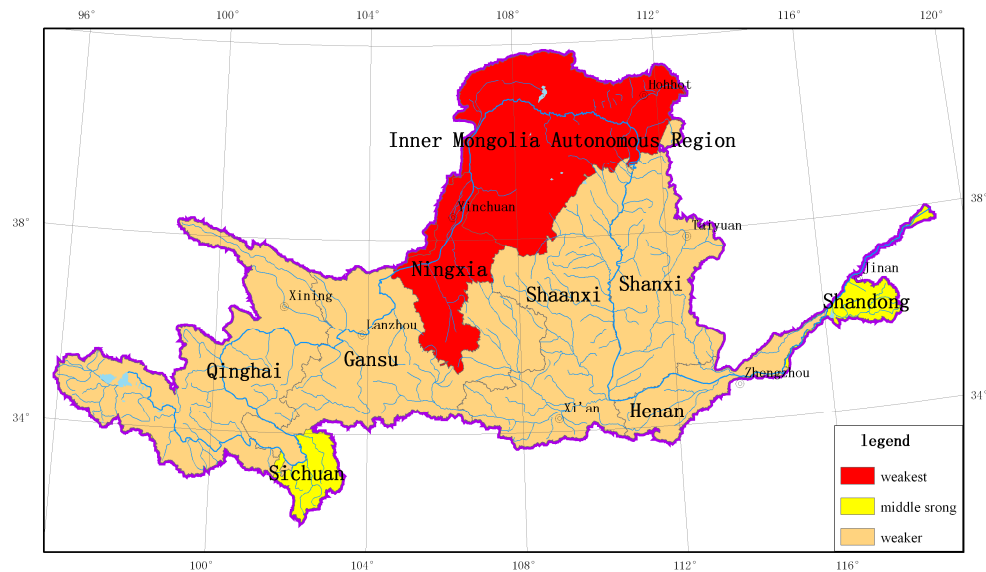 96° 100° 104° 108° 112° 116° 120°
Hohhot
Inner Mongolia Autonomous Region
38° 38°
Yinchuan
Taiyuan
Ningxia
Jinan
Xining
Shaanxi
Shanxi
Shandong
Lanzhou
Gansu
Qinghai
Zhengzhou
34° 34°
Xi'an
Henan
Sichuan
legend
weakest
middle srong
weaker
100° 104° 108° 112° 116°